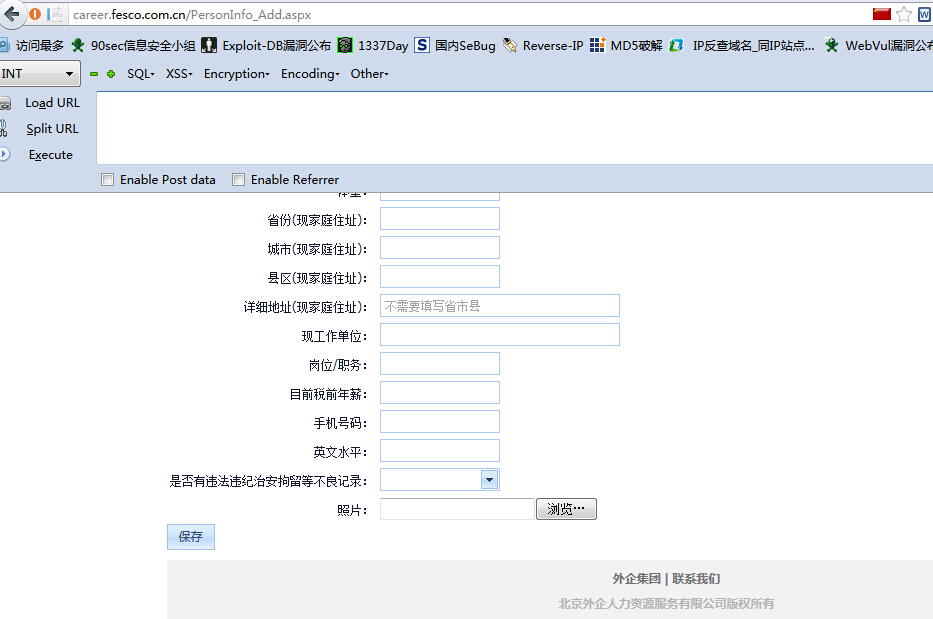 career.fesco.com.cn/PersonInfo_Add.aspx
访问最多 90sec信息安全小组 Exploit-DB漏洞公布 1337Day 国内SeBug Reverse-IP MD5破解 IP反查域名_同IP站点... WebVul漏洞公布
INT SQL XSS Encryption Encoding Other
Load URL
Split URL
Execute
Enable Post data Enable Referrer
省份(现家庭住址):
城市(现家庭住址):
县区(现家庭住址):
详细地址(现家庭住址): 不需要填写省市县
现工作单位:
岗位/职务:
目前税前年薪:
手机号码:
英文水平:
是否有违法违纪治安拘留等不良记录:
照片: 浏览…
保存
外企集团 | 联系我们
北京外企人力资源服务有限公司版权所有